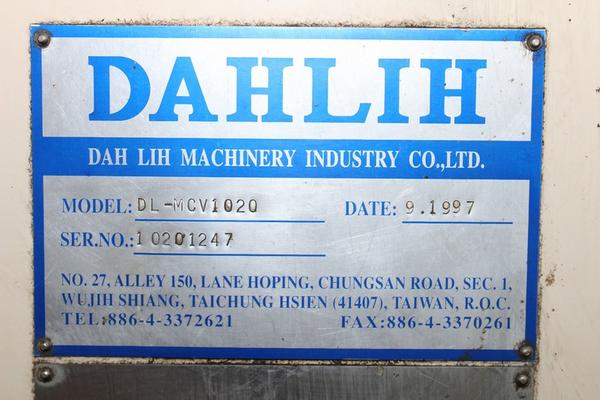 DAHLIH
DAH LIH MACHINERY INDUSTRY CO.,LTD.
MODEL: DL-MCV1020 DATE: 9.1997
SER.NO.: 10201247
NO. 27, ALLEY 150, LANE HOPING, CHUNGSAN ROAD, SEC. 1,
WUJIH SHIANG, TAICHUNG HSIEN (41407), TAIWAN, R.O.C.
TEL:886-4-3372621 FAX:886-4-3370261